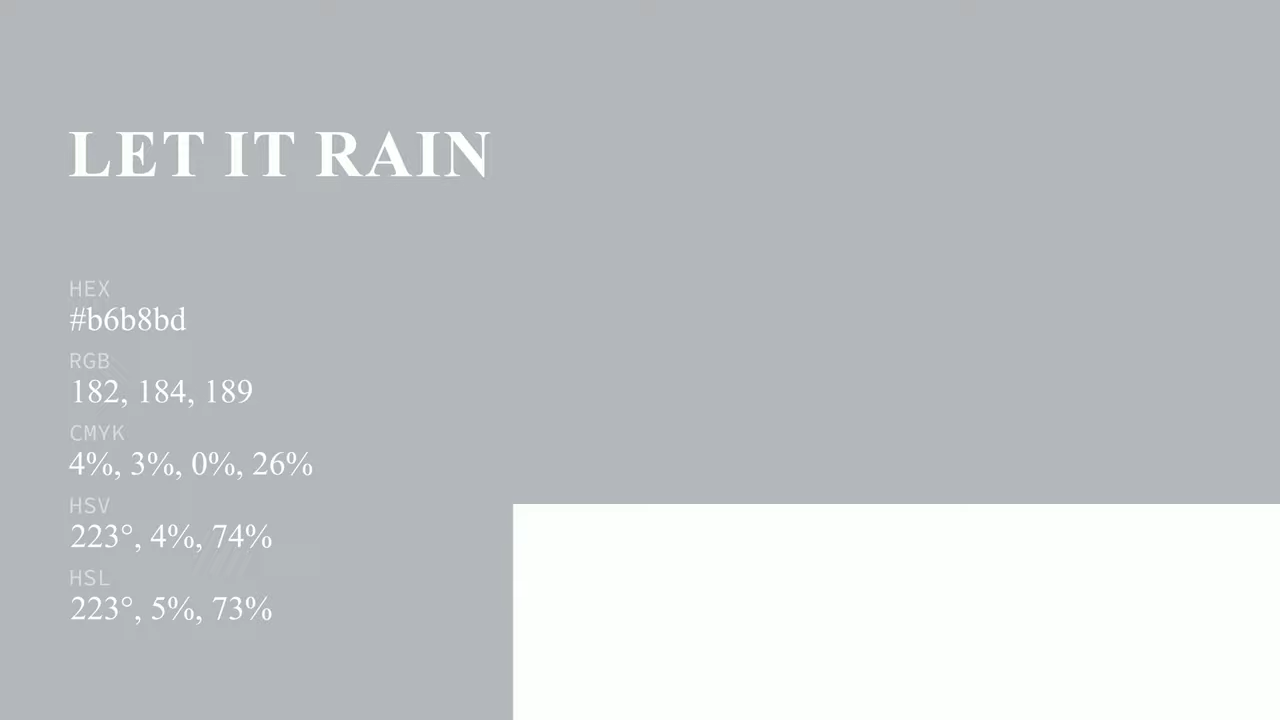 LET IT RAIN
HEX
#b6b8bd
RGB
182, 184, 189
CMYK
4%, 3%, 0%, 26%
HSV
223°, 4%, 74%
HSL
223°, 5%, 73%